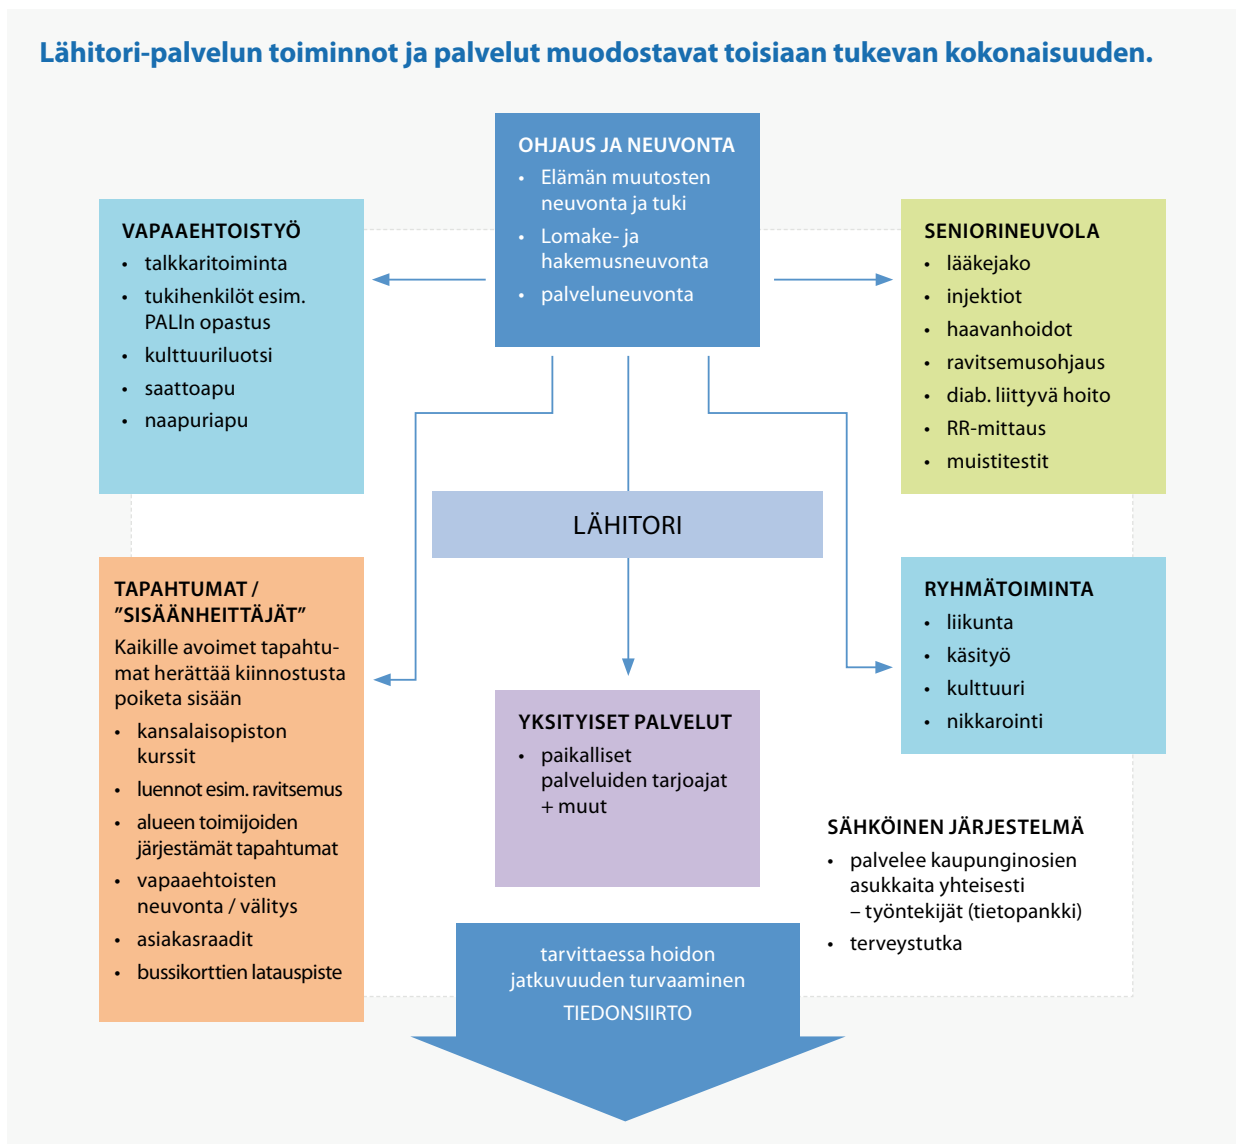 Lähitori-palvelun toiminnot ja palvelut muodostavat toisiaan tukevan kokonaisuuden.
OHJAUS JA NEUVONTA
• Elämän muutosten
neuvonta ja tuki
• Lomake- ja
hakemusneuvonta
• palveluneuvonta
VAPAAEHTOISTYÖ
• talkkaritoiminta
• tukihenkilöt esim.
PALIn opastus
• kulttuuriluotsi
• saattoapu
• naapuriapu
SENIORINEUVOLA
• lääkejako
• injektiot
• haavanhoidot
• ravitsemusohjaus
• diab. liittyvä hoito
• RR-mittaus
• muistitestit
LÄHITORI
TAPAHTUMAT /
”SISÄÄNHEITTÄJÄT”
Kaikille avoimet tapahtu-
mat herättää kiinnostusta
poiketa sisään
• kansalaisopiston
kurssit
• luennot esim. ravitsemus
• alueen toimijoiden
järjestämät tapahtumat
• vapaaehtoisten
neuvonta / välitys
• asiakasraadit
• bussikorttien latauspiste
YKSITYISET PALVELUT
• paikalliset
palveluiden tarjoajat
+ muut
RYHMÄTOIMINTA
• liikunta
• käsityö
• kulttuuri
• nikkarointi
SÄHKÖINEN JÄRJESTELMÄ
• palvelee kaupunginosien
asukkaita yhteisesti
– työntekijät (tietopankki)
• terveystutka
tarvittaessa hoidon
jatkuvuuden turvaaminen
TIEDONSIIRTO